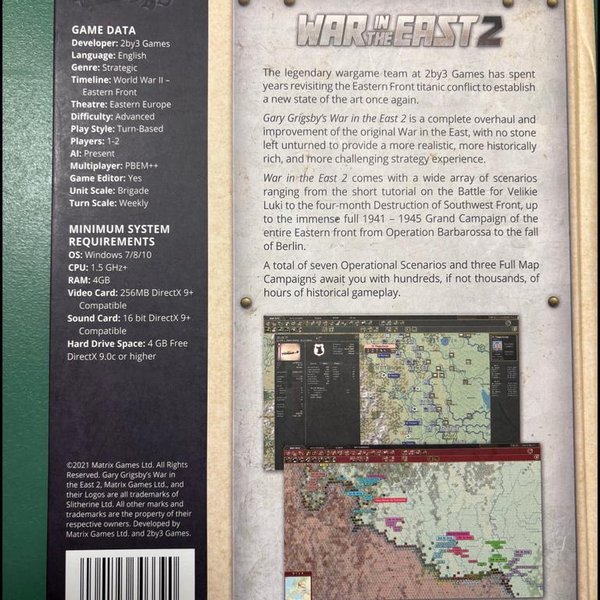 GAME DATA
Developer: 2by3 Games
Language: English
Genre: Strategic
Timeline: World War II –
Eastern Front
Theatre: Eastern Europe
Difficulty: Advanced
Play Style: Turn-Based
Players: 1-2
AI: Present
Multiplayer: PBEM++
Game Editor: Yes
Unit Scale: Brigade
Turn Scale: Weekly
MINIMUM SYSTEM
REQUIREMENTS
OS: Windows 7/8/10
CPU: 1.5 GHz+
RAM: 4GB
Video Card: 256MB DirectX 9+
Compatible
Sound Card: 16 bit DirectX 9+
Compatible
Hard Drive Space: 4 GB Free
DirectX 9.0c or higher
©2021 Matrix Games Ltd. All Rights
Reserved. Gary Grigsby's War in
the East 2, Matrix Games Ltd., and
their Logos are all trademarks of
Slitherine Ltd. All other marks and
trademarks are the property of their
respective owners. Developed by
Matrix Games Ltd. and 2by3 Games.
WAR IN THE EAST 2
The legendary wargame team at 2by3 Games has spent
years revisiting the Eastern Front titanic conflict to establish
a new state of the art once again.
Gary Grigsby's War in the East 2 is a complete overhaul and
improvement of the original War in the East, with no stone
left unturned to provide a more realistic, more historically
rich, and more challenging strategy experience.
War in the East 2 comes with a wide array of scenarios
ranging from the short tutorial on the Battle for Velikie
Luki to the four-month Destruction of Southwest Front, up
to the immense full 1941 – 1945 Grand Campaign of the
entire Eastern front from Operation Barbarossa to the fall
of Berlin.
A total of seven Operational Scenarios and three Full Map
Campaigns await you with hundreds, if not thousands, of
hours of historical gameplay.